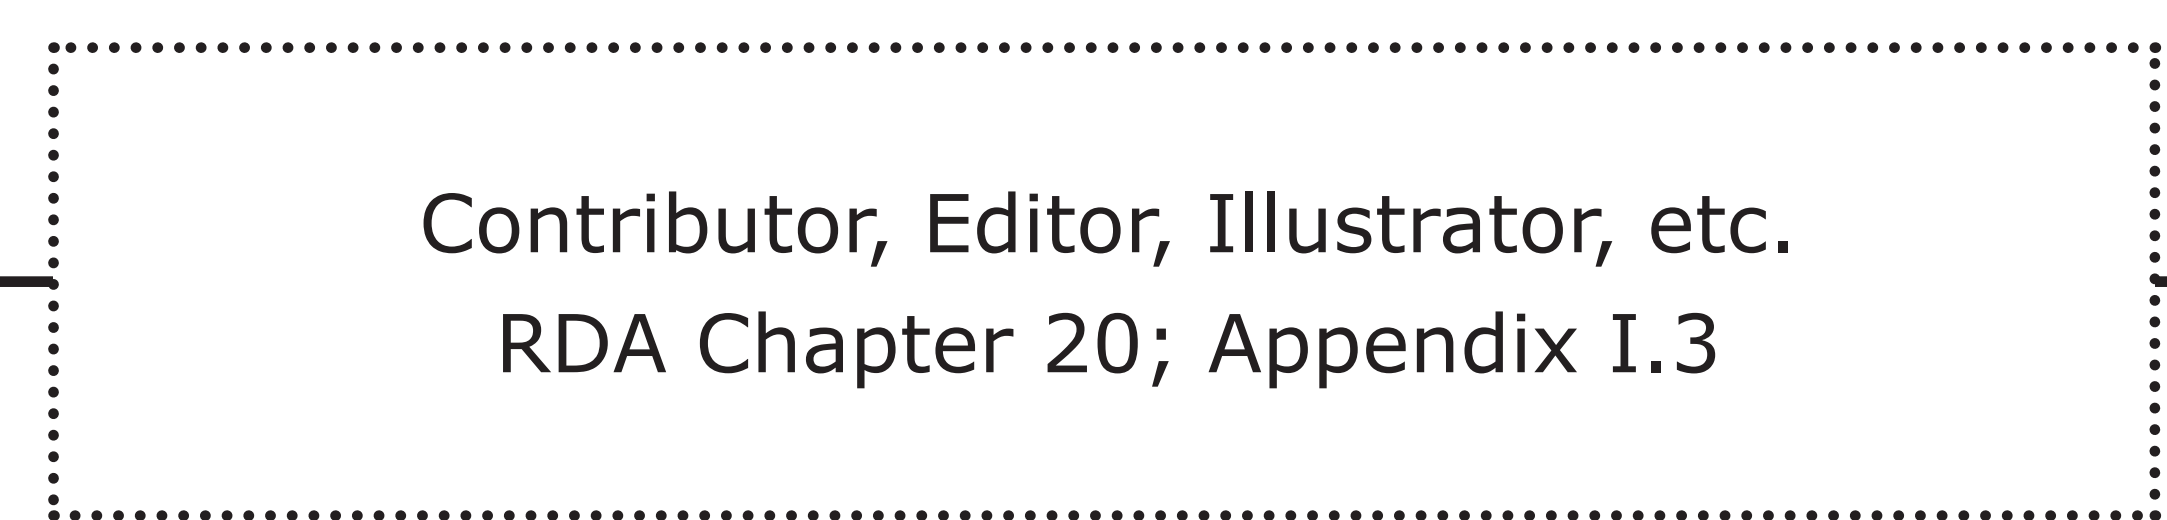 Contributor, Editor, Illustrator, etc.
RDA Chapter 20; Appendix I.3